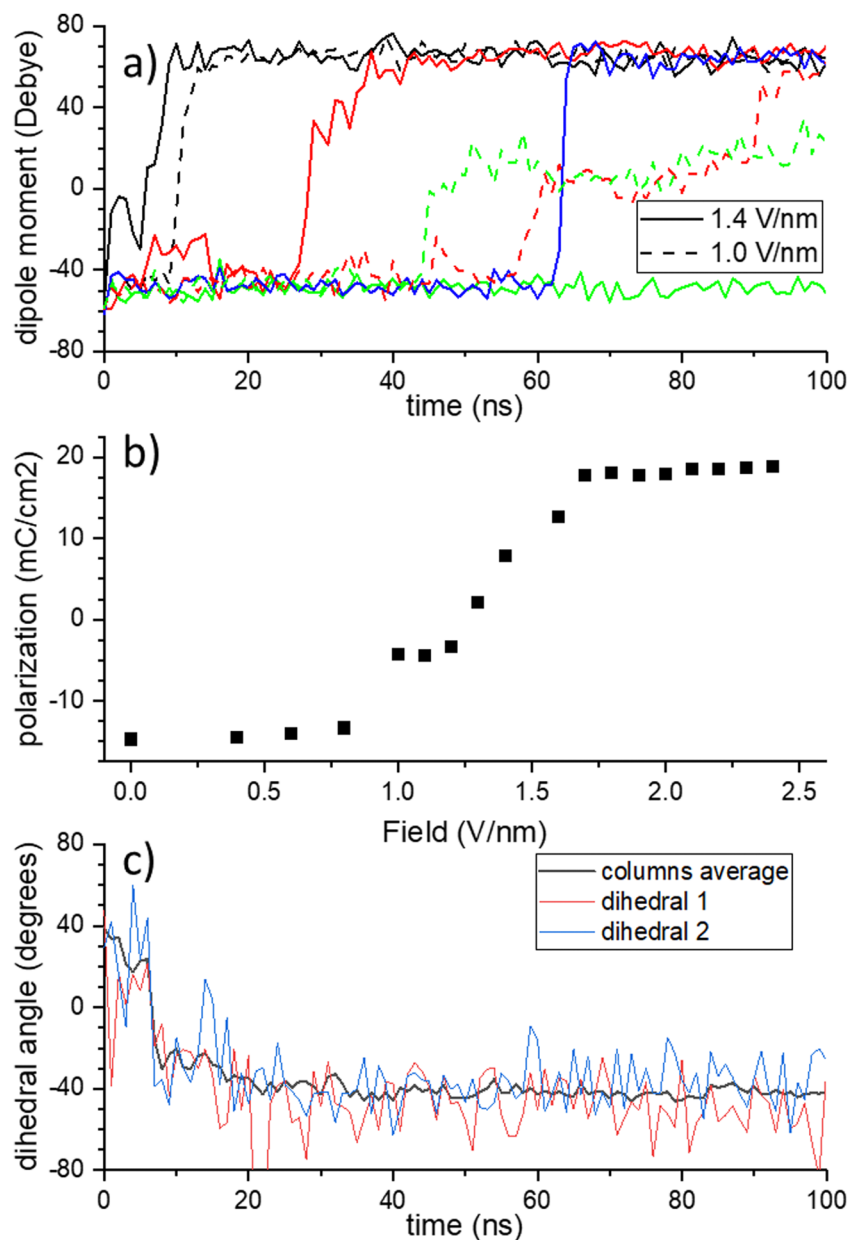 a)
dipole moment (Debye)
80
40
0
-40
-80
1.4 V/nm
1.0 V/nm
0 20 40 60 80 100
time (ns)
b)
polarization (mC/cm2)
20
10
0
-10
0.0 0.5 1.0 1.5 2.0 2.5
Field (V/nm)
c)
dihedral angle (degrees)
80
40
0
-40
-80
columns average
dihedral 1
dihedral 2
0 20 40 60 80 100
time (ns)